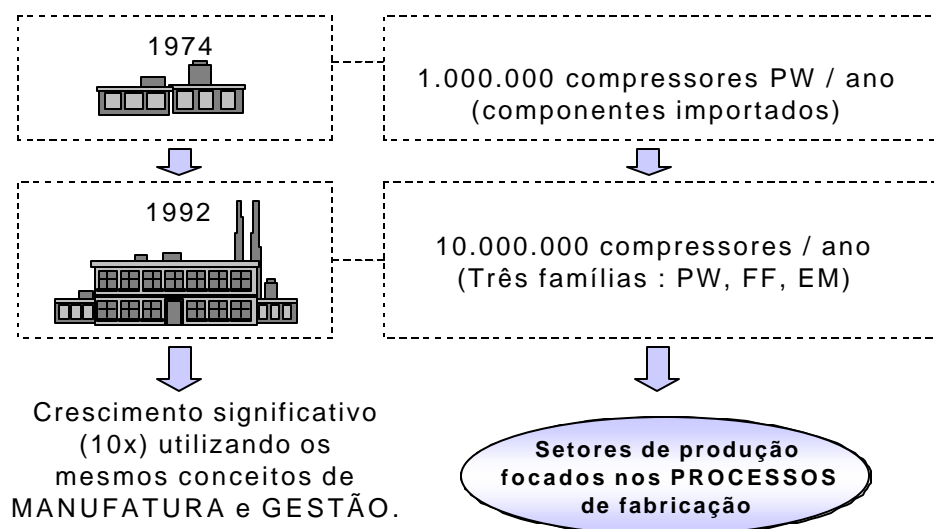 1974
1.000.000 compressores PW / ano
(componentes importados)
1992
10.000.000 compressores / ano
(Três famílias : PW, FF, EM)
Crescimento significativo
(10x) utilizando os
mesmos conceitos de
MANUFATURA e GESTÃO.
Setores de produção
focados nos PROCESSOS
de fabricação